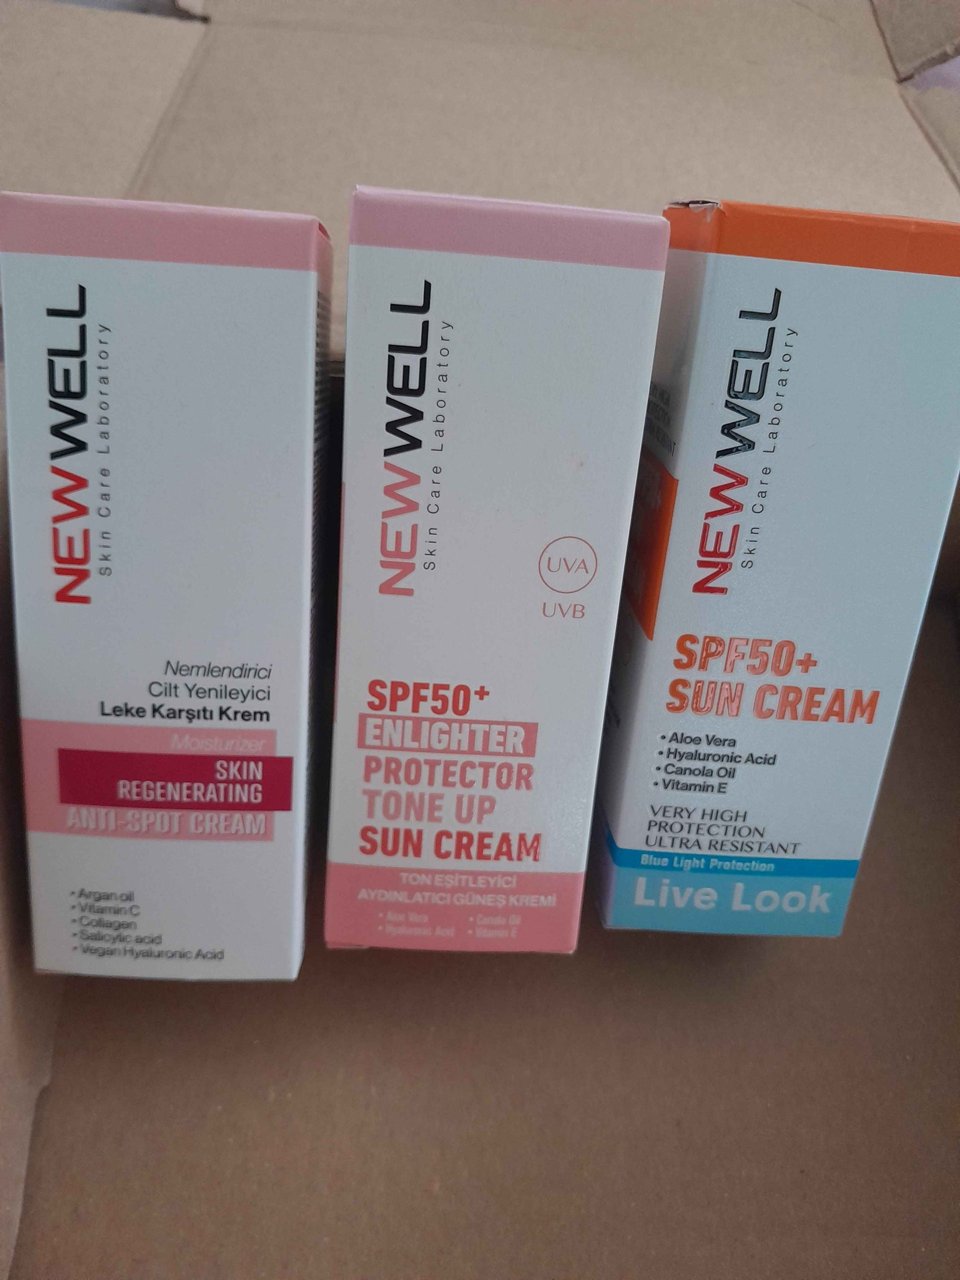 NEWWELL
Skin Care Laboratory
Nemlendirici
Cilt Yenileyici
Leke Karşıtı Krem
Moisturizer
SKIN
REGENERATING
ANTI-SPOT CREAM
• Argan oil
• Vitamin C
• Collagen
• Salicylic acid
• Vegan Hyaluronic Acid
NEWWELL
Skin Care Laboratory
UVA
UVB
SPF50+
ENLIGHTER
PROTECTOR
TONE UP
SUN CREAM
TON EŞİTLEYİCİ
AYDINLATICI GÜNEŞ KREMİ
• Aloe Vera • Canola Oil
• Hyaluronic Acid • Vitamin E
NEWWELL
Skin Care Laboratory
SPF50+
SUN CREAM
• Aloe Vera
• Hyaluronic Acid
• Canola Oil
• Vitamin E
VERY HIGH
PROTECTION
ULTRA RESISTANT
Blue Light Protection
Live Look